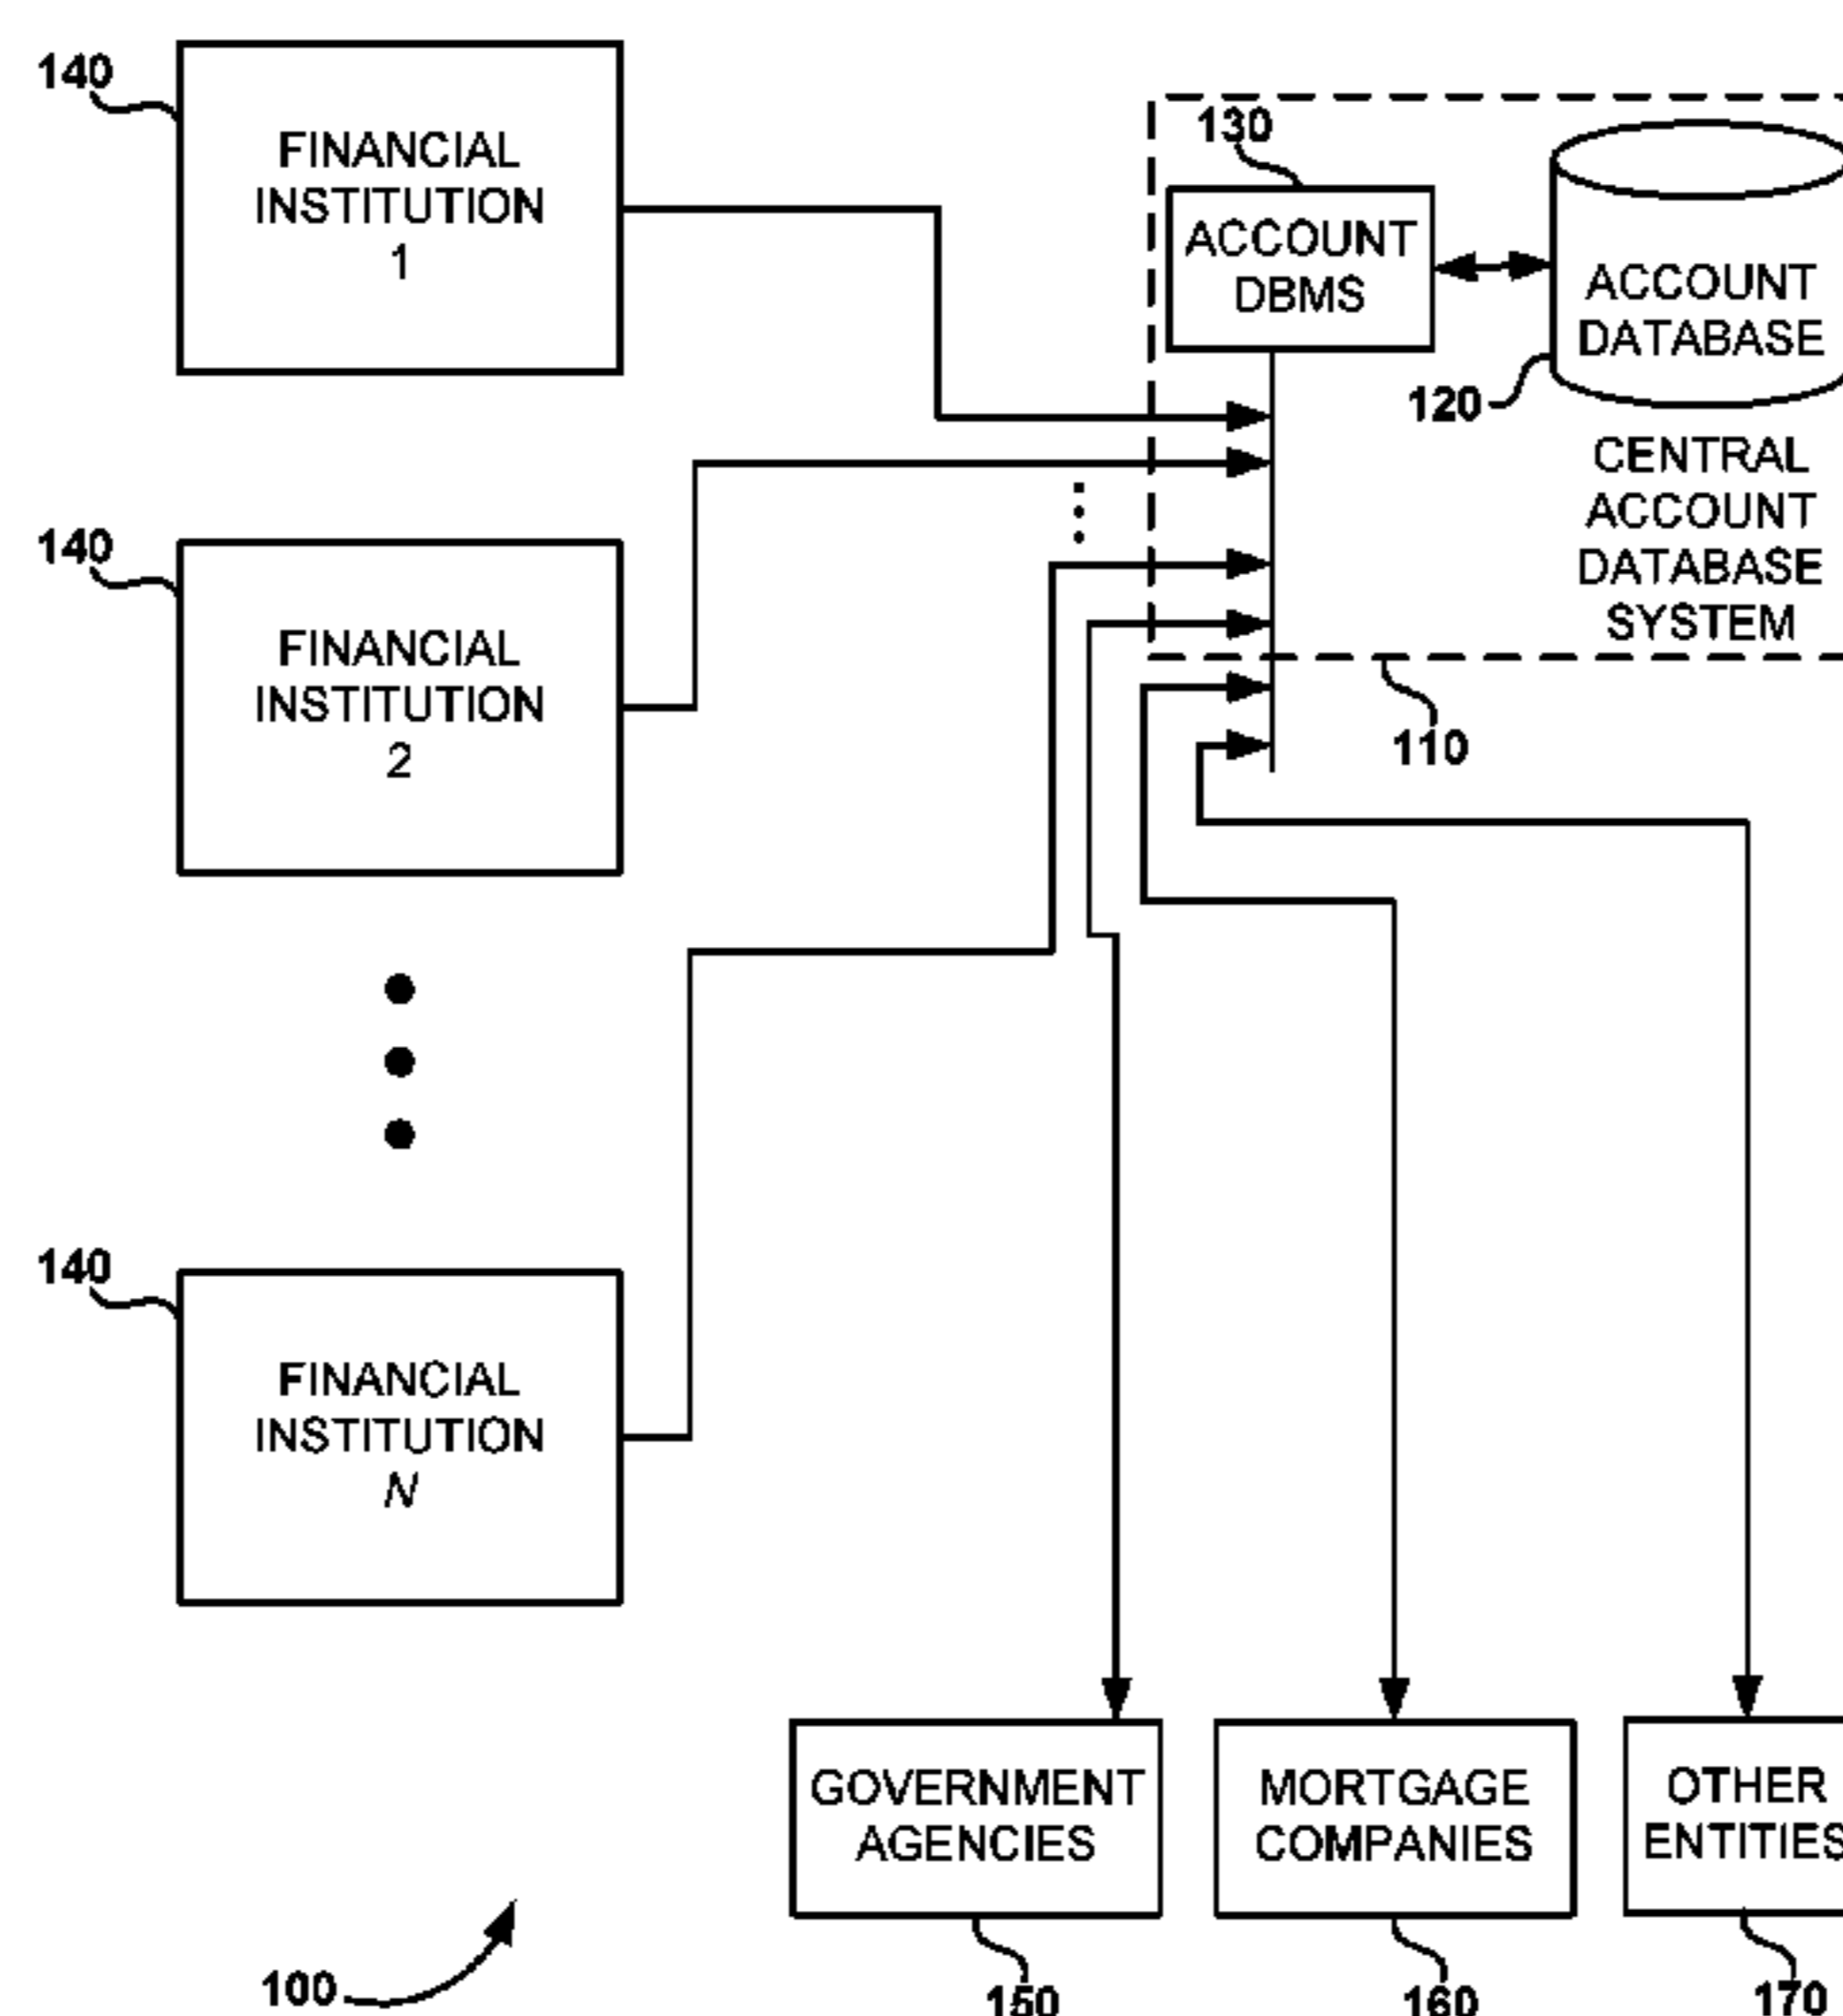 140
FINANCIAL
INSTITUTION
1
130
ACCOUNT
DBMS
ACCOUNT
DATABASE
120
CENTRAL
ACCOUNT
DATABASE
SYSTEM
110
140
FINANCIAL
INSTITUTION
2
140
FINANCIAL
INSTITUTION
N
GOVERNMENT
AGENCIES
MORTGAGE
COMPANIES
OTHER
ENTITIES
100
150
160
170